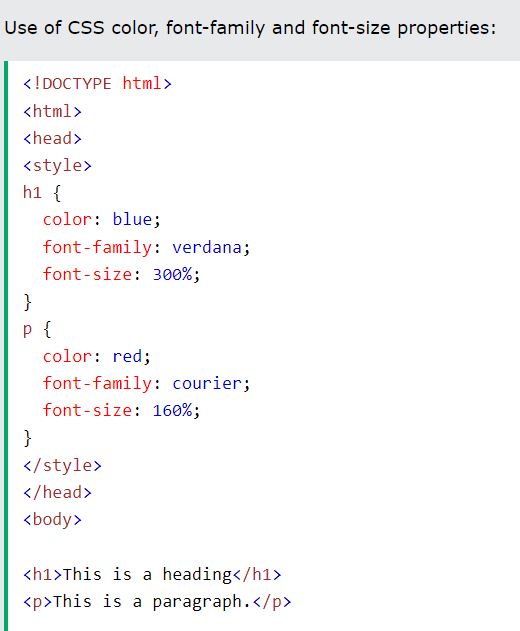 Use of CSS color, font-family and font-size properties:
<!DOCTYPE html>
<html>
<head>
<style>
h1 {
  color: blue;
  font-family: verdana;
  font-size: 300%;
}
p {
  color: red;
  font-family: courier;
  font-size: 160%;
}
</style>
</head>
<body>

<h1>This is a heading</h1>
<p>This is a paragraph.</p>